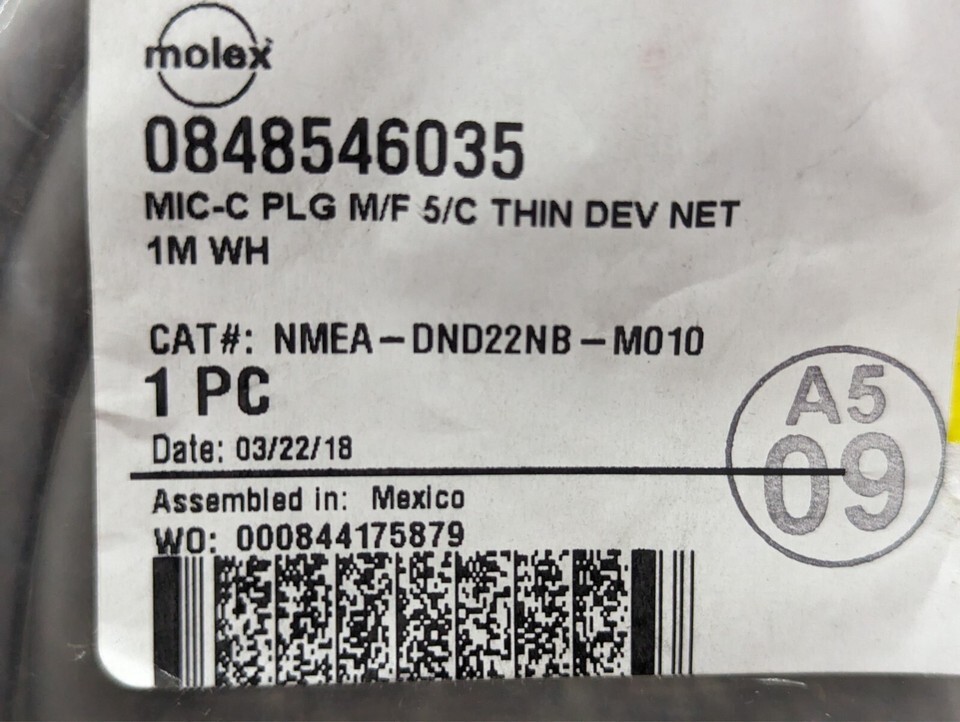 molex
0848546035
MIC-C PLG M/F 5/C THIN DEV NET
1M WH
CAT#: NMEA-DND22NB-M010
1 PC
Date: 03/22/18
Assembled in: Mexico
WO: 000844175879
A5
09